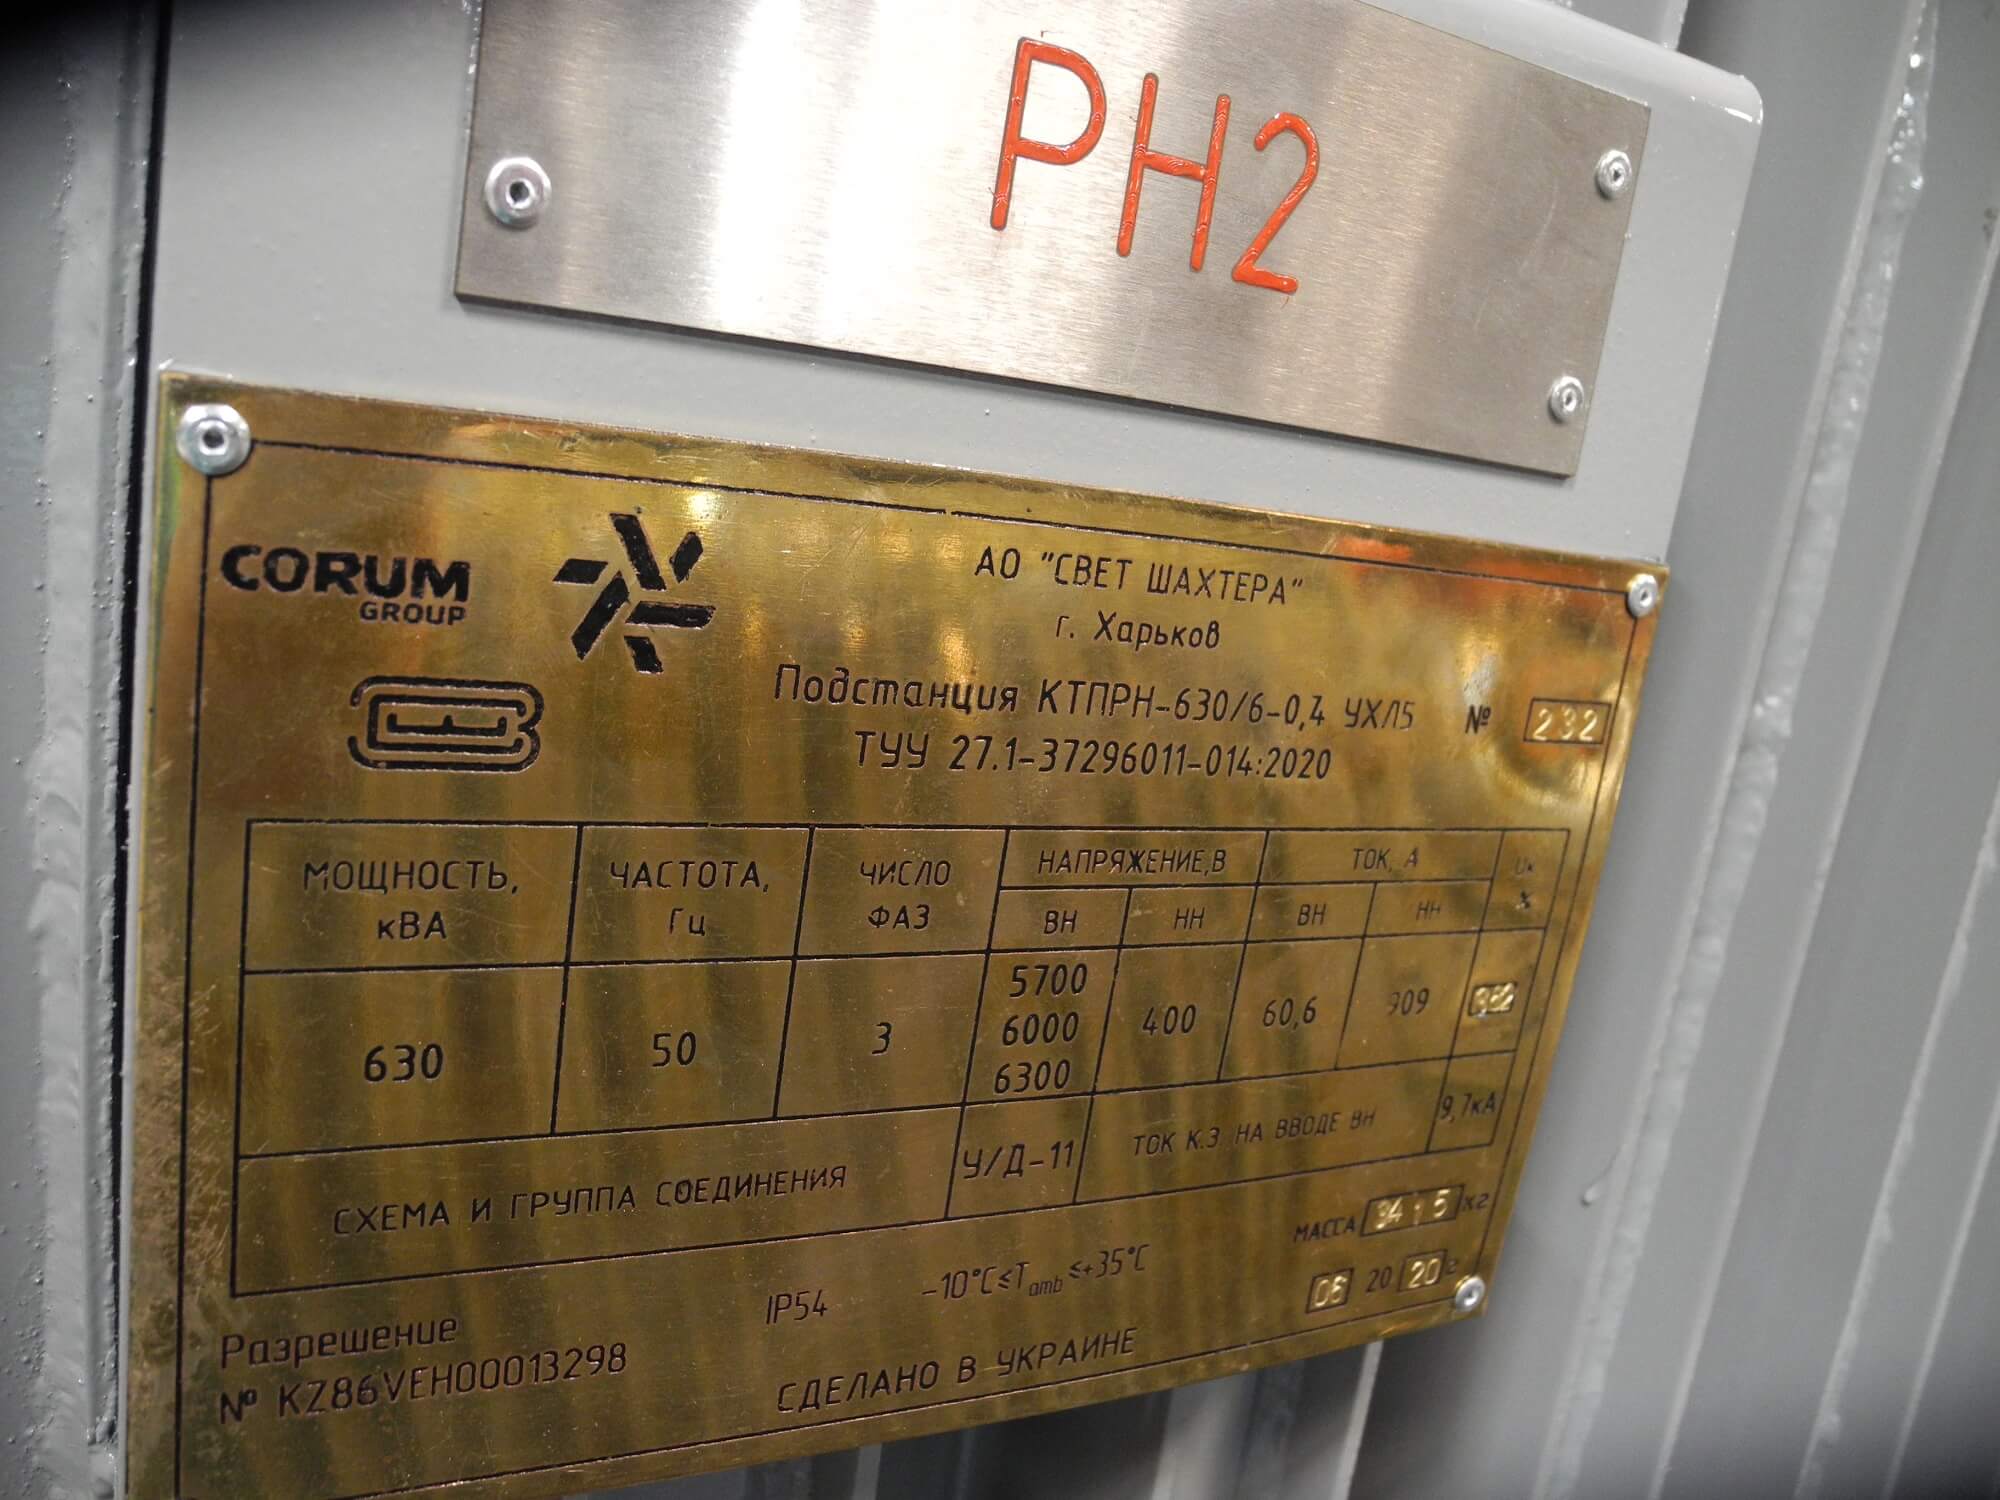 РН2
CORUM
GROUP
АО "СВЕТ ШАХТЕРА"
г. Харьков
Подстанция КТПРН-630/6-0,4 УХЛ5 № 232
ТУУ 27.1-37296011-014:2020
МОЩНОСТЬ, кВА
ЧАСТОТА, Гц
ЧИСЛО ФАЗ
НАПРЯЖЕНИЕ,В
ТОК, А
Uк %
ВН НН ВН НН
630 50 3 5700 6000 6300 400 60,6 909
СХЕМА И ГРУППА СОЕДИНЕНИЯ У/Д-11 ТОК К.З НА ВВОДЕ ВН 9,7кА
МАССА кг
IP54 -10°C≤Tamb≤+35°C 06 2020г
Разрешение
№ KZ86VEH00013298
СДЕЛАНО В УКРАИНЕ